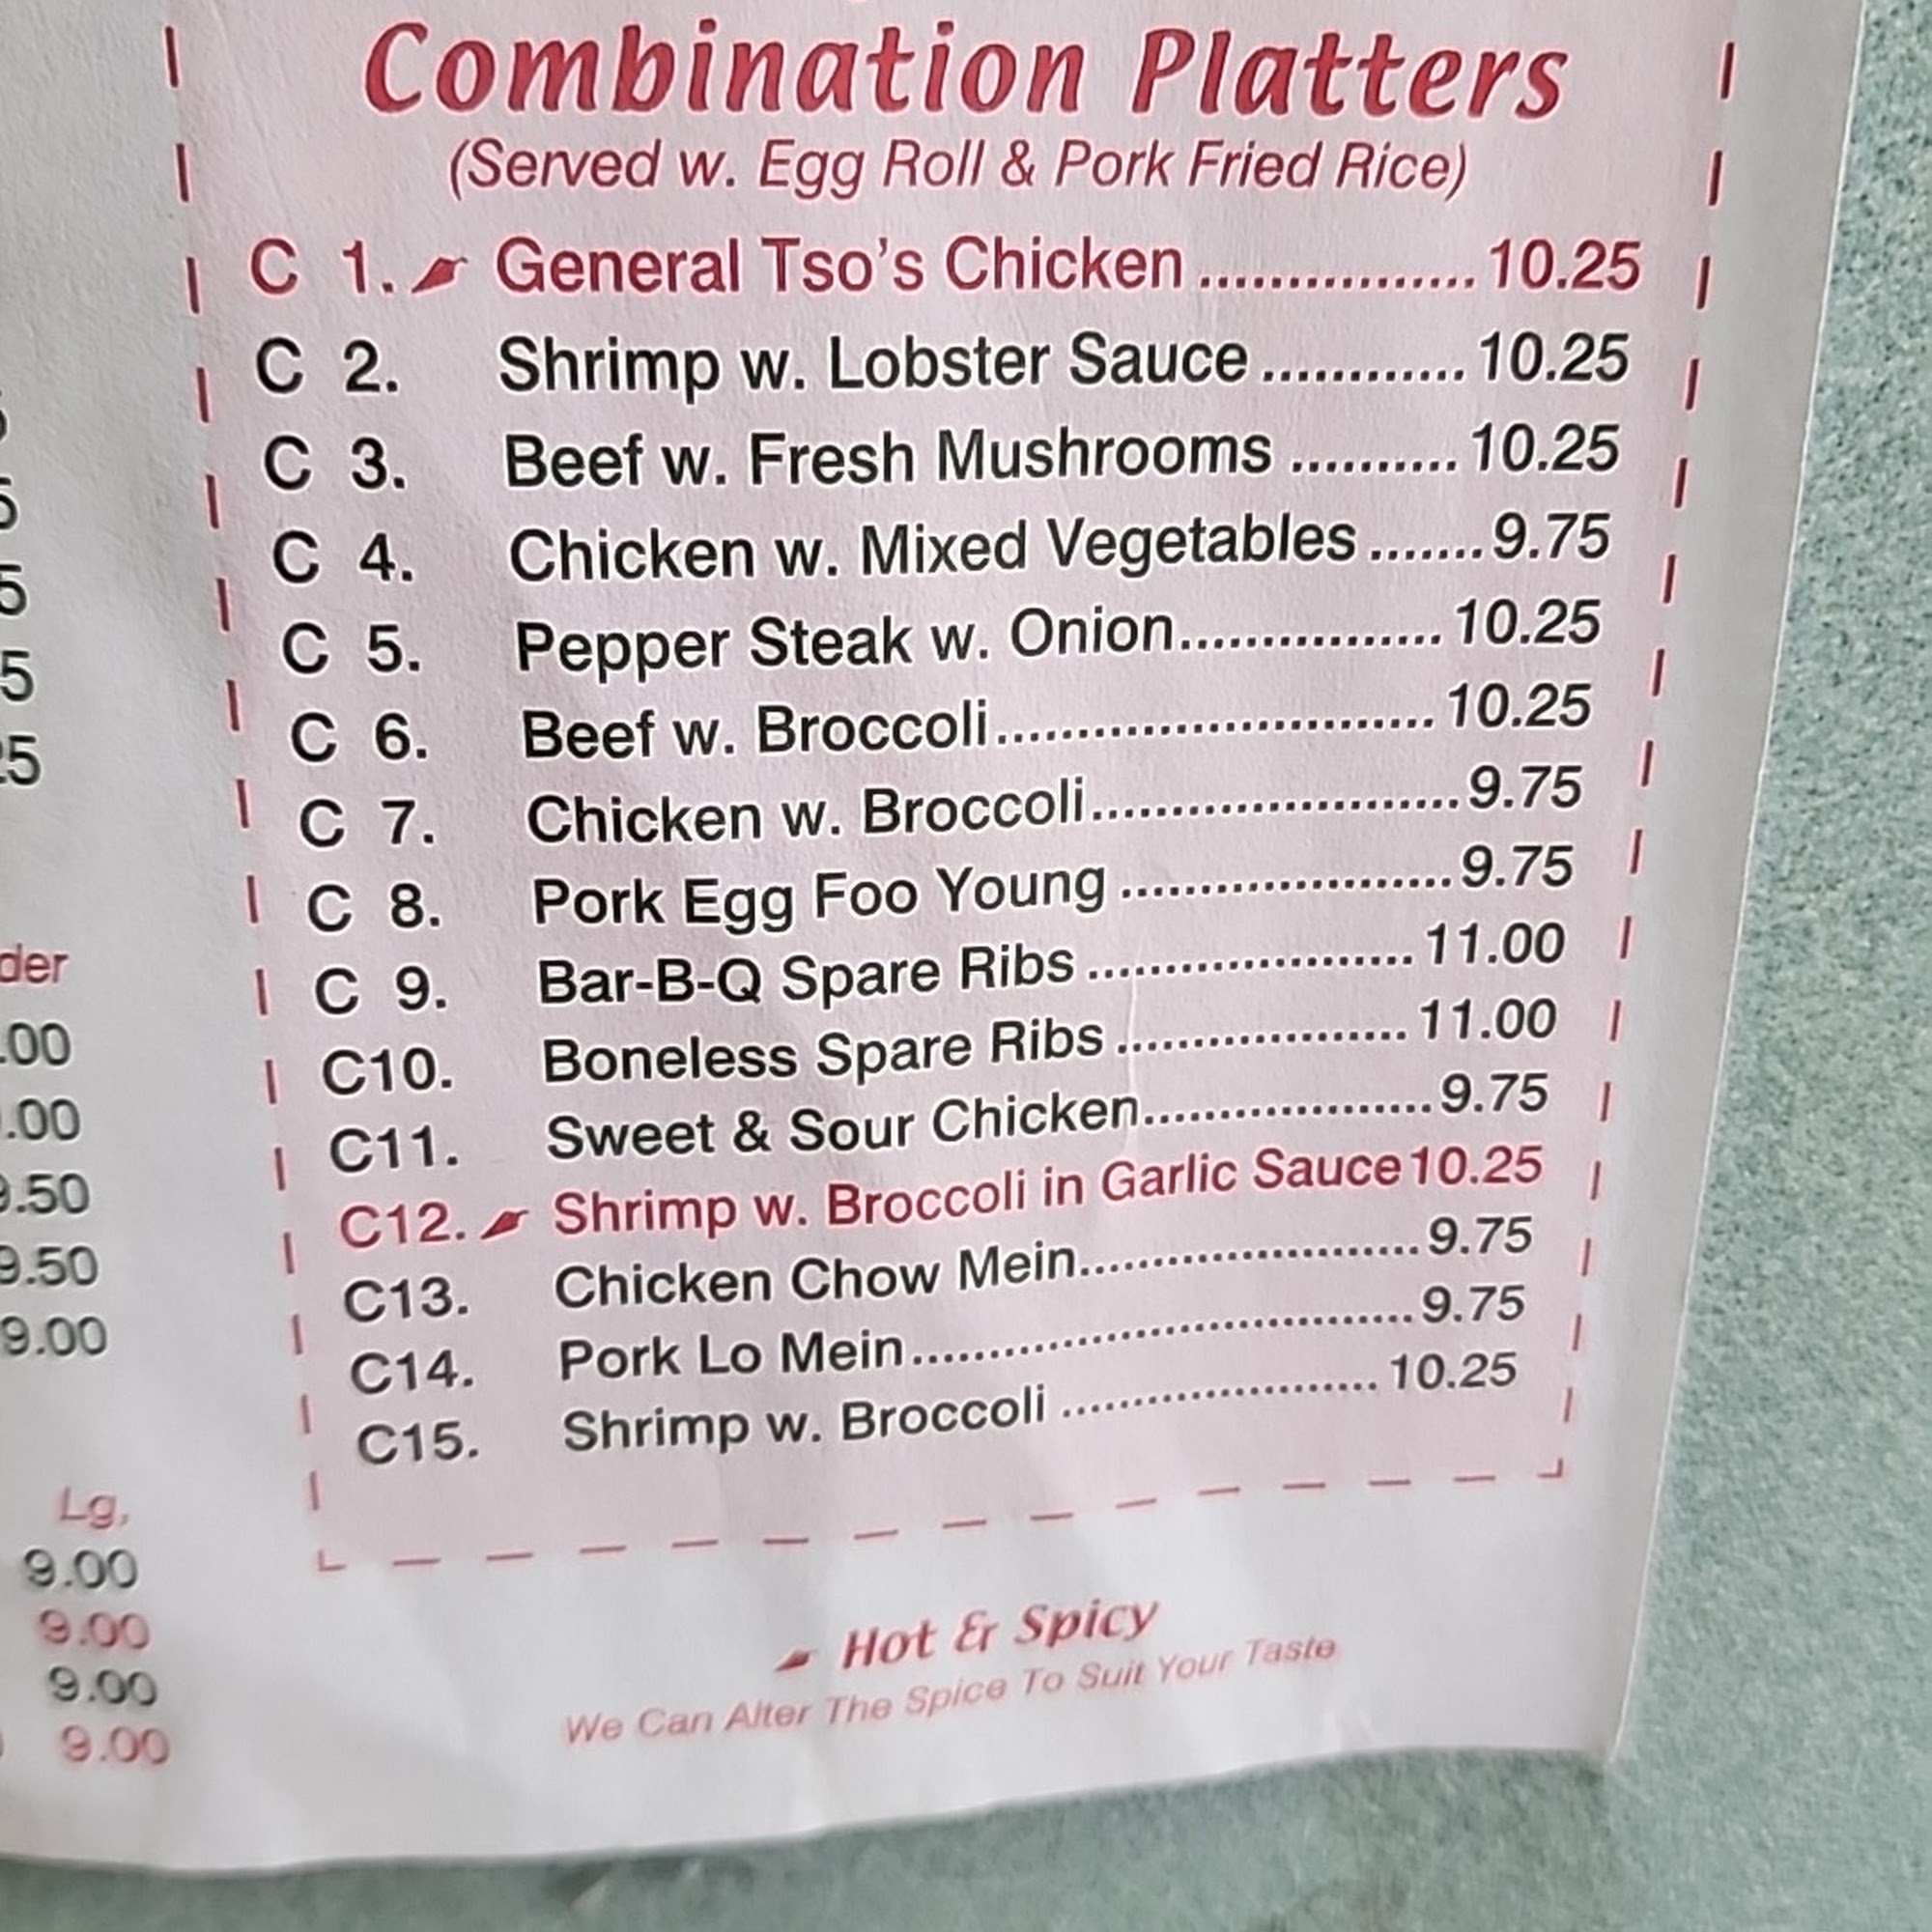 Combination Platters
(Served w. Egg Roll & Pork Fried Rice)
C 1. General Tso's Chicken ................ 10.25
C 2. Shrimp w. Lobster Sauce ............ 10.25
C 3. Beef w. Fresh Mushrooms .......... 10.25
C 4. Chicken w. Mixed Vegetables ....... 9.75
C 5. Pepper Steak w. Onion................ 10.25
C 6. Beef w. Broccoli........................... 10.25
C 7. Chicken w. Broccoli....................... 9.75
C 8. Pork Egg Foo Young ..................... 9.75
C 9. Bar-B-Q Spare Ribs ..................... 11.00
C10. Boneless Spare Ribs ................... 11.00
C11. Sweet & Sour Chicken................... 9.75
C12. Shrimp w. Broccoli in Garlic Sauce 10.25
C13. Chicken Chow Mein...................... 9.75
C14. Pork Lo Mein................................. 9.75
C15. Shrimp w. Broccoli ..................... 10.25
Hot & Spicy
We Can Alter The Spice To Suit Your Taste
9.50
9.00
Lg,
9.00
9.00
9.00
9.00